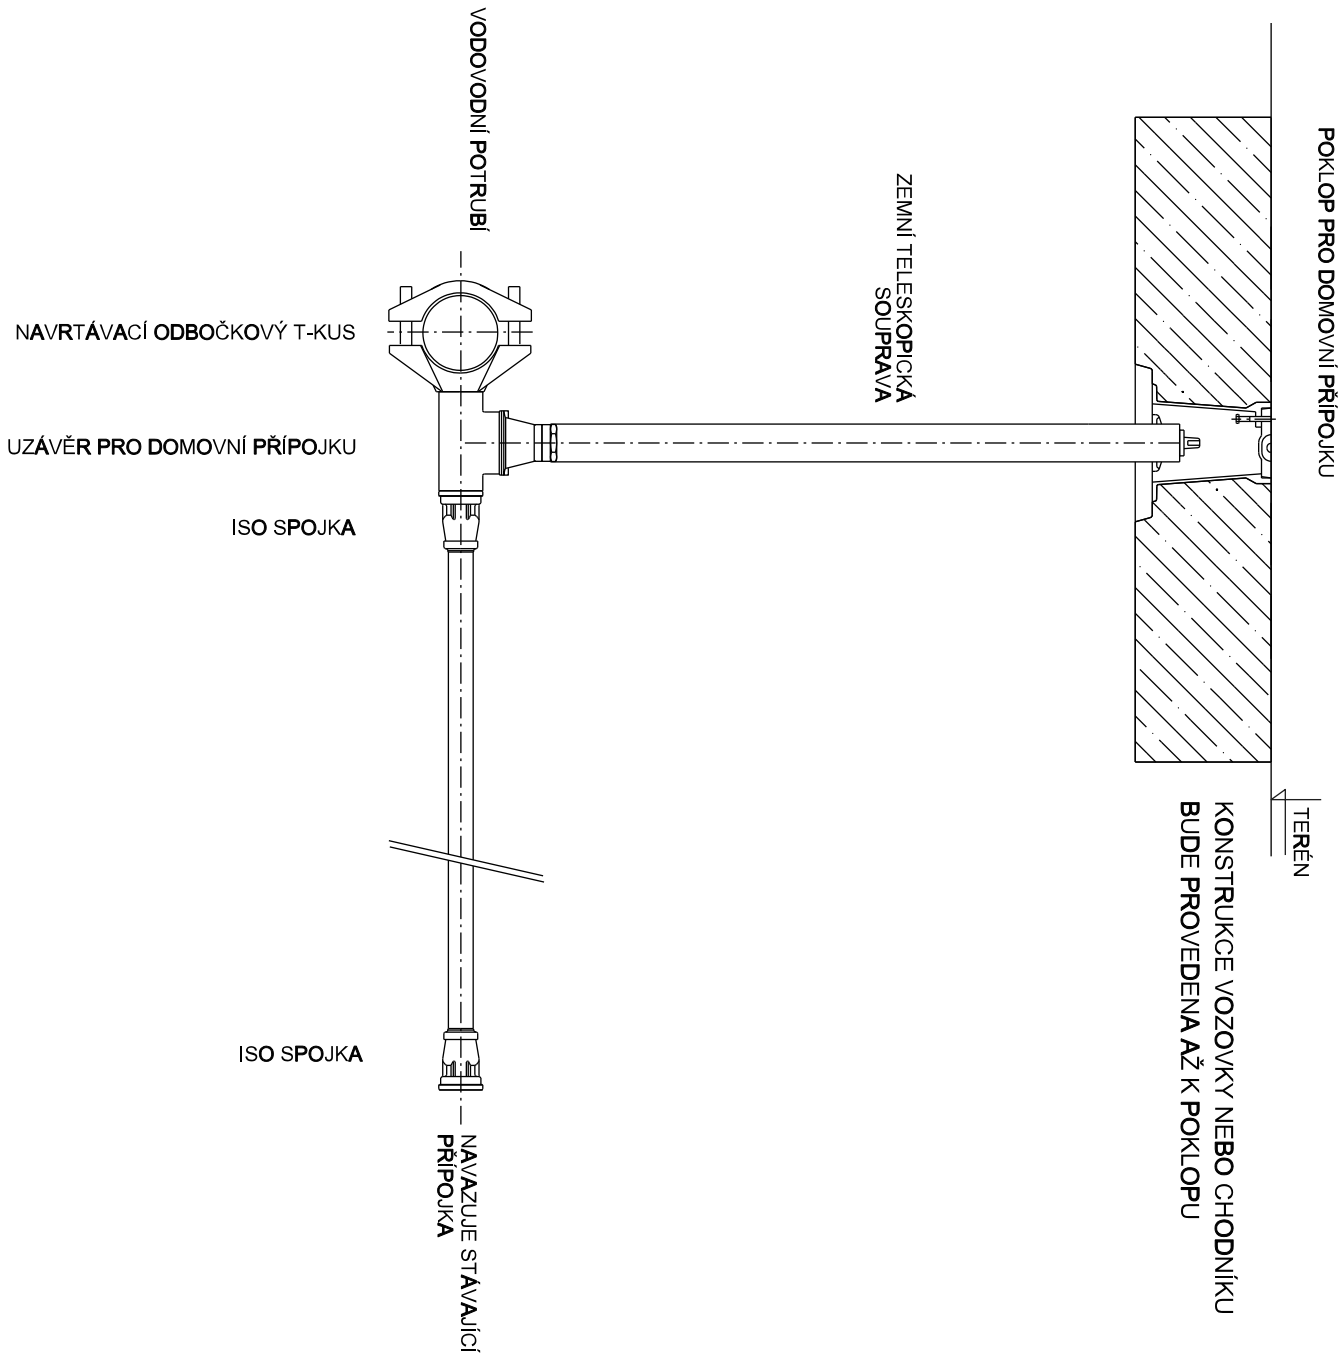 POKLOP PRO DOMOVNÍ PŘÍPOJKU
TERÉN
KONSTRUKCE VOZOVKY NEBO CHODNÍKU
BUDE PROVEDENA AŽ K POKLOPU
ZEMNÍ TELESKOPICKÁ
SOUPRAVA
VODOVODNÍ POTRUBÍ
NAVRTÁVACÍ ODBOČKOVÝ T-KUS
UZÁVĚR PRO DOMOVNÍ PŘÍPOJKU
ISO SPOJKA
ISO SPOJKA
NAVAZUJE STÁVAJÍCÍ
PŘÍPOJKA